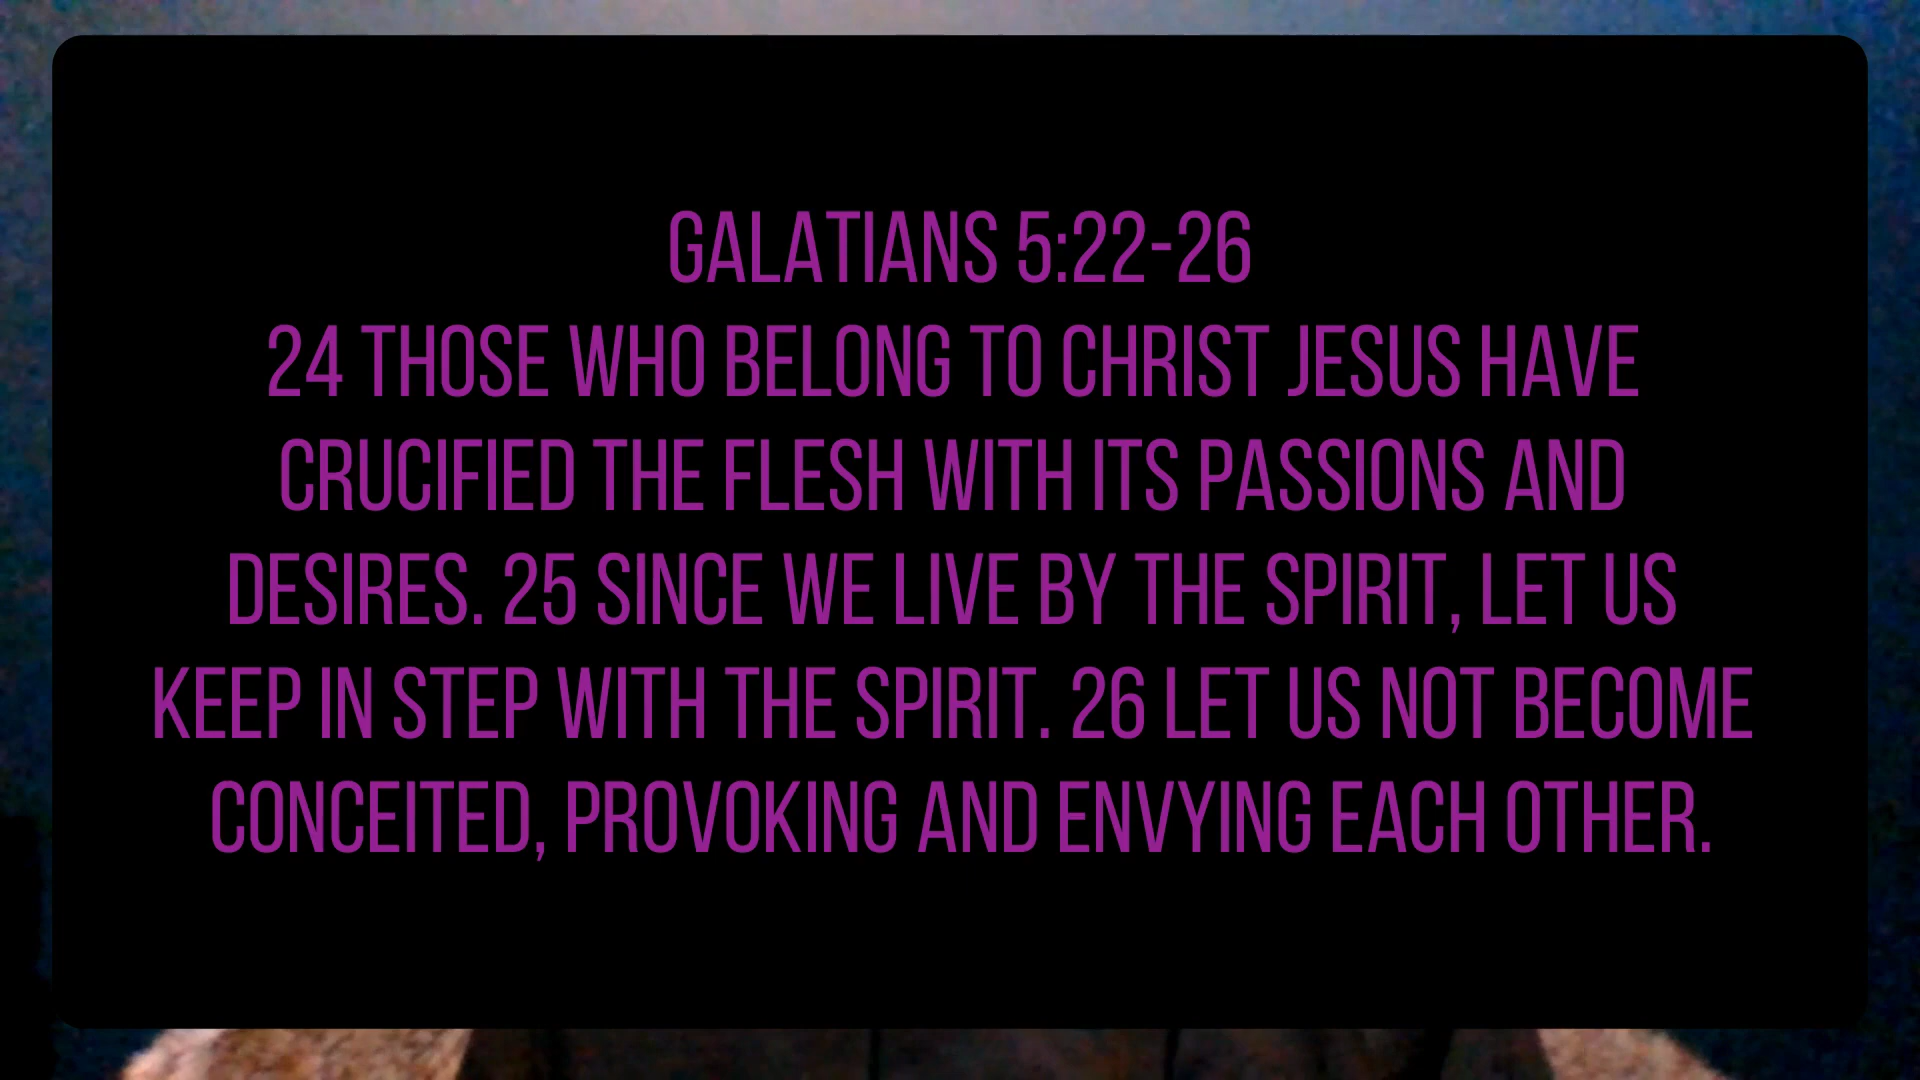 GALATIANS 5:22-26
24 THOSE WHO BELONG TO CHRIST JESUS HAVE
CRUCIFIED THE FLESH WITH ITS PASSIONS AND
DESIRES. 25 SINCE WE LIVE BY THE SPIRIT, LET US
KEEP IN STEP WITH THE SPIRIT. 26 LET US NOT BECOME
CONCEITED, PROVOKING AND ENVYING EACH OTHER.